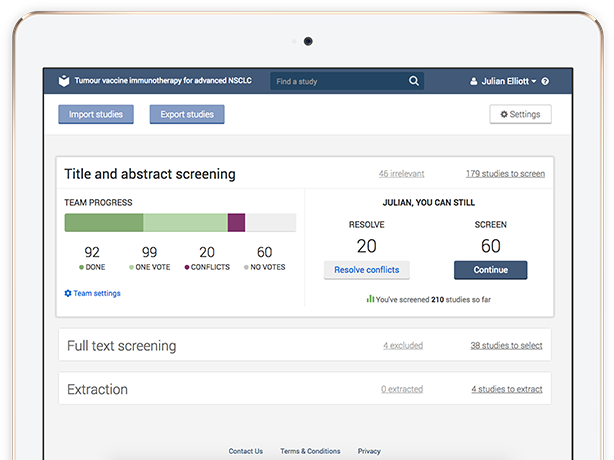 Tumour vaccine immunotherapy for advanced NSCLC
Find a study
Julian Elliott
Import studies
Export studies
Settings
Title and abstract screening
46 irrelevant
179 studies to screen
TEAM PROGRESS
92
DONE
99
ONE VOTE
20
CONFLICTS
60
NO VOTES
Team settings
JULIAN, YOU CAN STILL
RESOLVE
20
Resolve conflicts
SCREEN
60
Continue
You've screened 210 studies so far
Full text screening
4 excluded
38 studies to select
Extraction
0 extracted
4 studies to extract
Contact Us
Terms & Conditions
Privacy